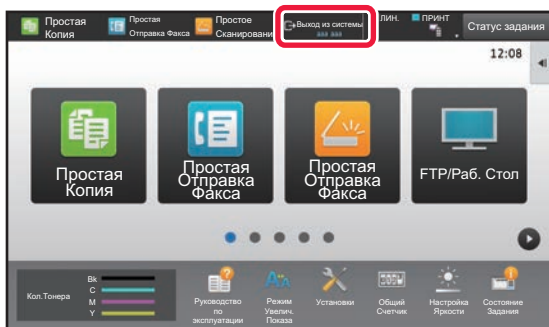 Простая
Копия
Простая
Отправка Факса
Простое
Сканировани
Выход из системы
aaa aaa
ЛИН.
ПРИНТ
Статус задания
12:08
Простая
Копия
Простая
Отправка
Факса
Простая
Отправка
Факса
FTP/Раб. Стол
Кол.Тонера
Bk
C
M
Y
Руководство
по
эксплуатации
Режим
Увелич.
Показа
Установки
Общий
Счетчик
Настройка
Яркости
Состояние
Задания